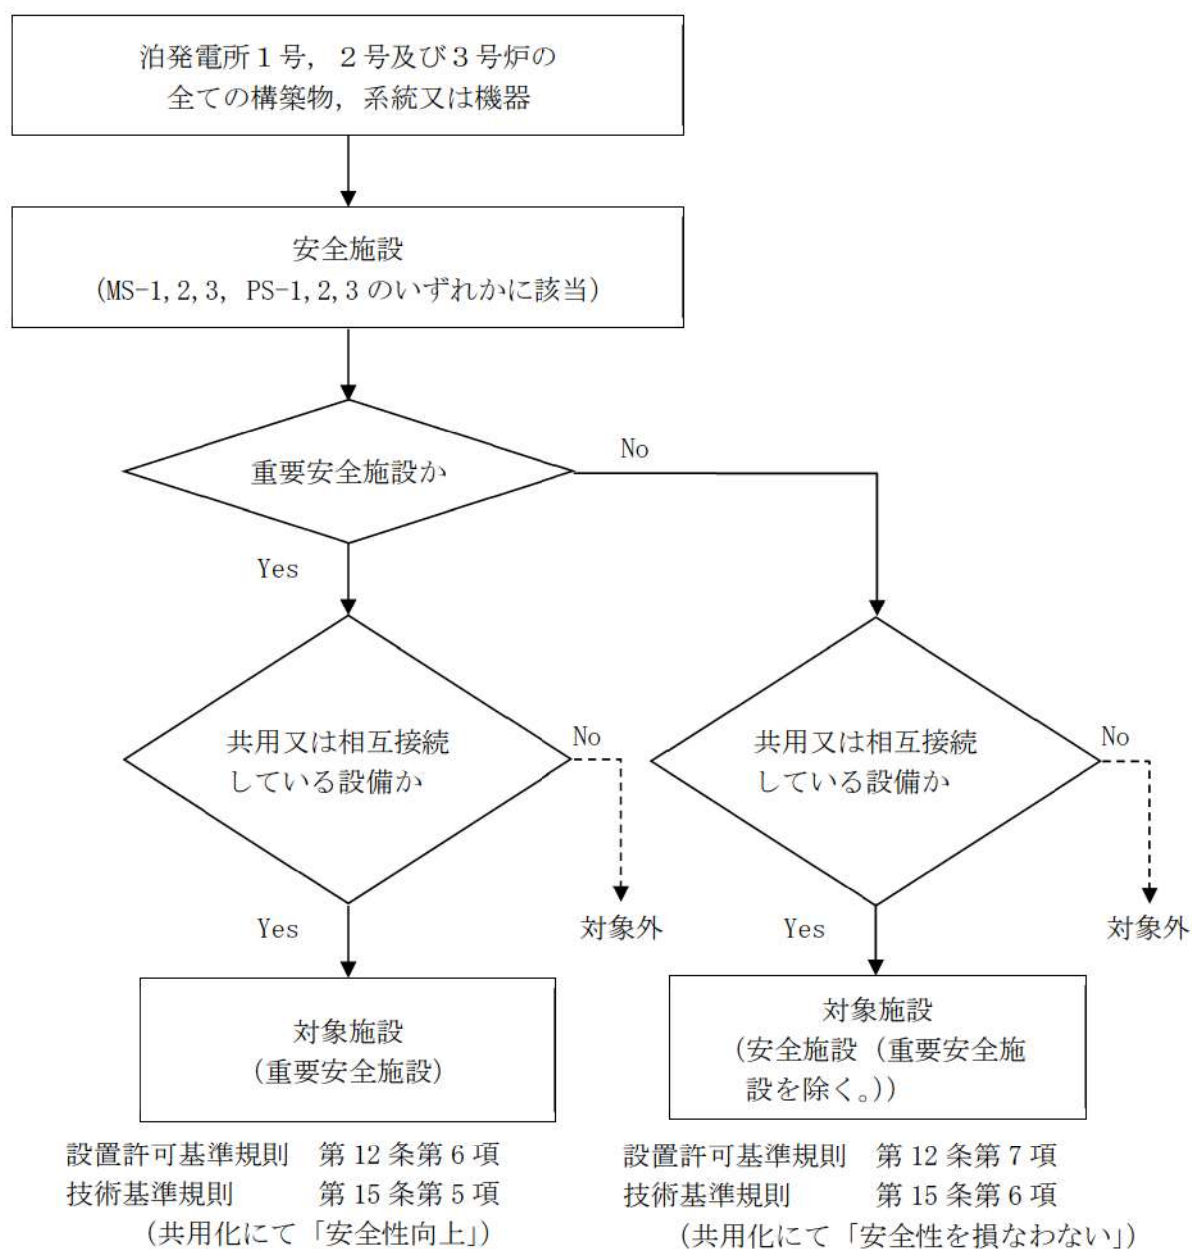 泊発電所１号，２号及び３号炉の
全ての構築物，系統又は機器
安全施設
(MS-1,2,3, PS-1,2,3 のいずれかに該当)
重要安全施設か
No
Yes
共用又は相互接続
している設備か
No
対象外
Yes
対象施設
(重要安全施設)
設置許可基準規則　第 12 条第 6 項
技術基準規則　第 15 条第 5 項
(共用化にて「安全性向上」)
共用又は相互接続
している設備か
No
対象外
Yes
対象施設
(安全施設（重要安全施
設を除く。))
設置許可基準規則　第 12 条第 7 項
技術基準規則　第 15 条第 6 項
(共用化にて「安全性を損なわない」)